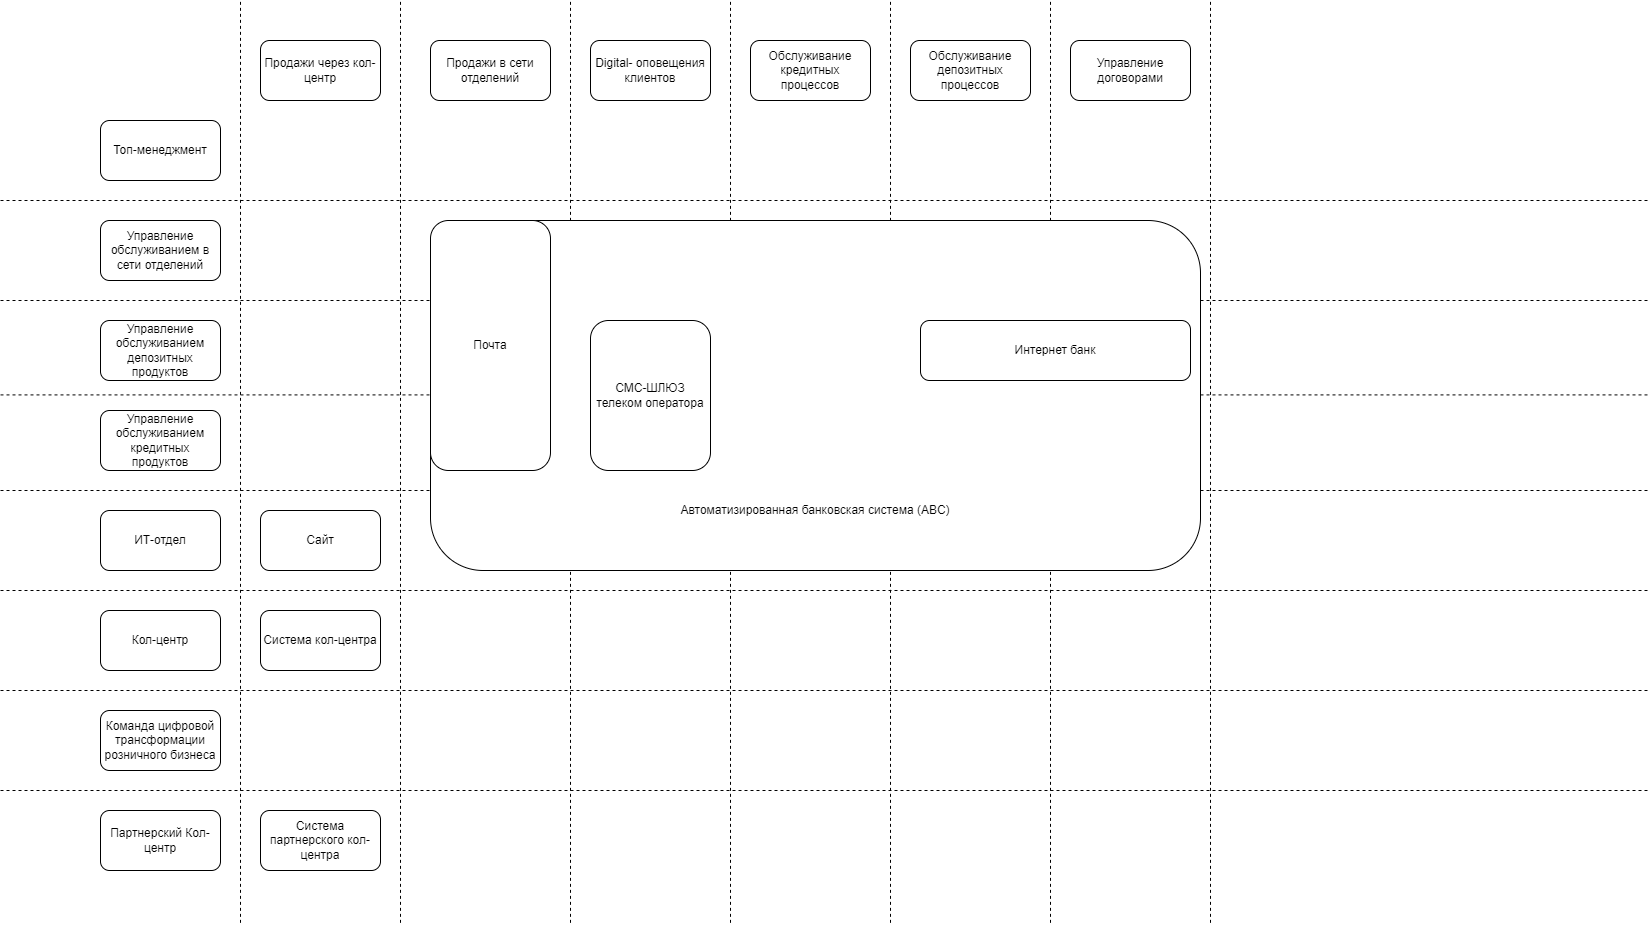 Продажи через кол-
центр
Продажи в сети
отделений
Digital- оповещения
клиентов
Обслуживание
кредитных
процессов
Обслуживание
депозитных
процессов
Управление
договорами
Топ-менеджмент
Управление
обслуживанием в
сети отделений
Управление
обслуживанием
депозитных
продуктов
Управление
обслуживанием
кредитных
продуктов
Почта
СМС-ШЛЮЗ
телеком оператора
Интернет банк
Автоматизированная банковская система (АВС)
ИТ-отдел
Сайт
Кол-центр
Система кол-центра
Команда цифровой
трансформации
розничного бизнеса
Партнерский Кол-
центр
Система
партнерского кол-
центра